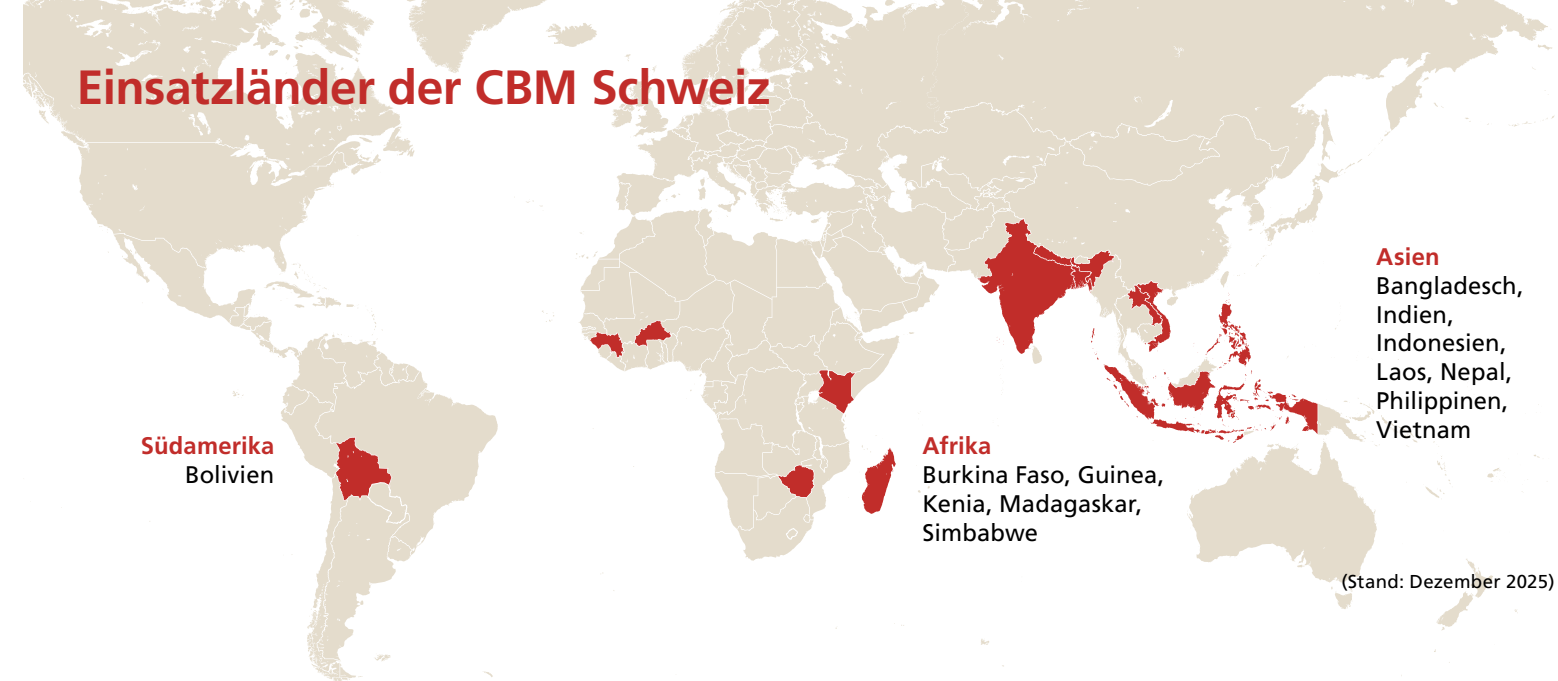 Einsatzländer der CBM Schweiz
Asien
Bangladesch,
Indien,
Indonesien,
Laos, Nepal,
Philippinen,
Vietnam
Südamerika
Bolivien
Afrika
Burkina Faso, Guinea,
Kenia, Madagaskar,
Simbabwe
(Stand: Dezember 2025)